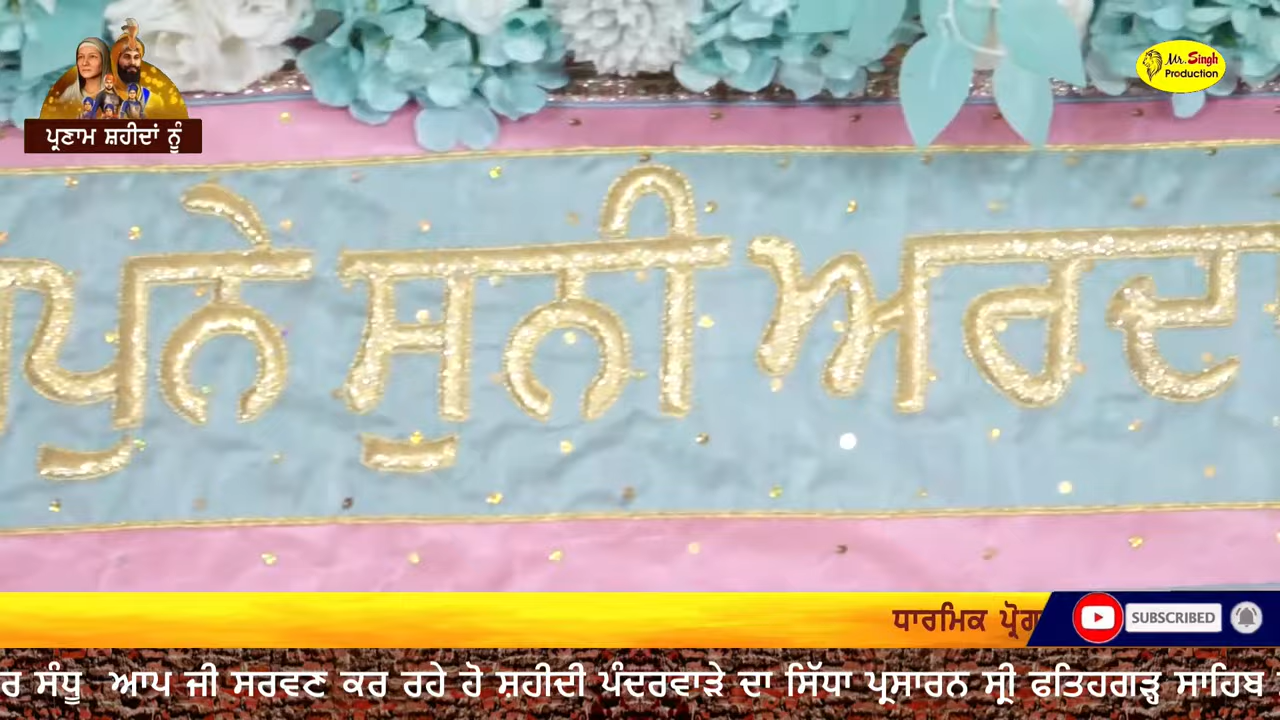 Mr. Singh
Production
ਪ੍ਰਣਾਮ ਸ਼ਹੀਦਾਂ ਨੂੰ
ਪੁਨੇ ਸੁਨੀ ਅਰਦ
ਧਾਰਮਿਕ
SUBSCRIBED
ਸੰਧੂ ਆਪ ਜੀ ਸਰਵਣ ਕਰ ਰਹੇ ਹੋ ਸ਼ਹੀਦੀ ਪੰਦਰਵਾੜੇ ਦਾ ਸਿੱਧਾ ਪ੍ਰਸਾਰਨ ਸ੍ਰੀ ਫਤਿਹਗੜ੍ਹ ਸਾਹਿਬ